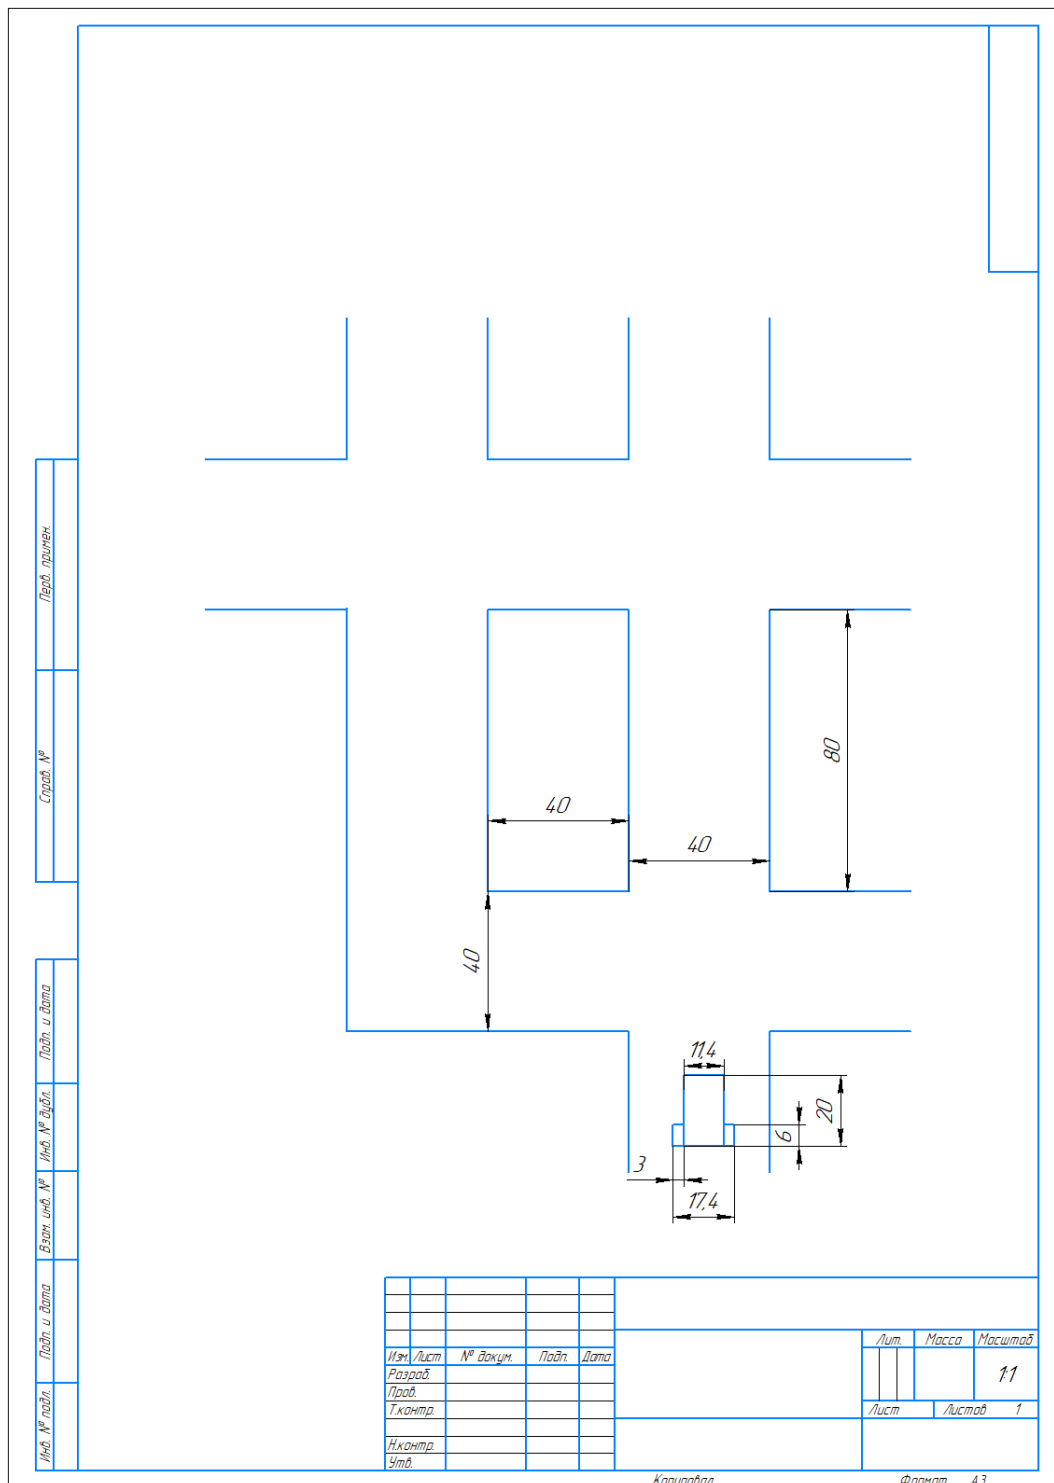 Перв. примен.
Справ. №
Подп. и дата
Инв. № дубл.
Взам. инв. №
Подп. и дата
Инв. № подл.
80
40
40
40
11,4
20
6
3
17,4
Изм. Лист № докум. Подп. Дата
Разраб.
Пров.
Т.контр.
Н.контр.
Утв.
Лит. Масса Масштаб
1:1
Лист Листов 1
Копировал Формат А3